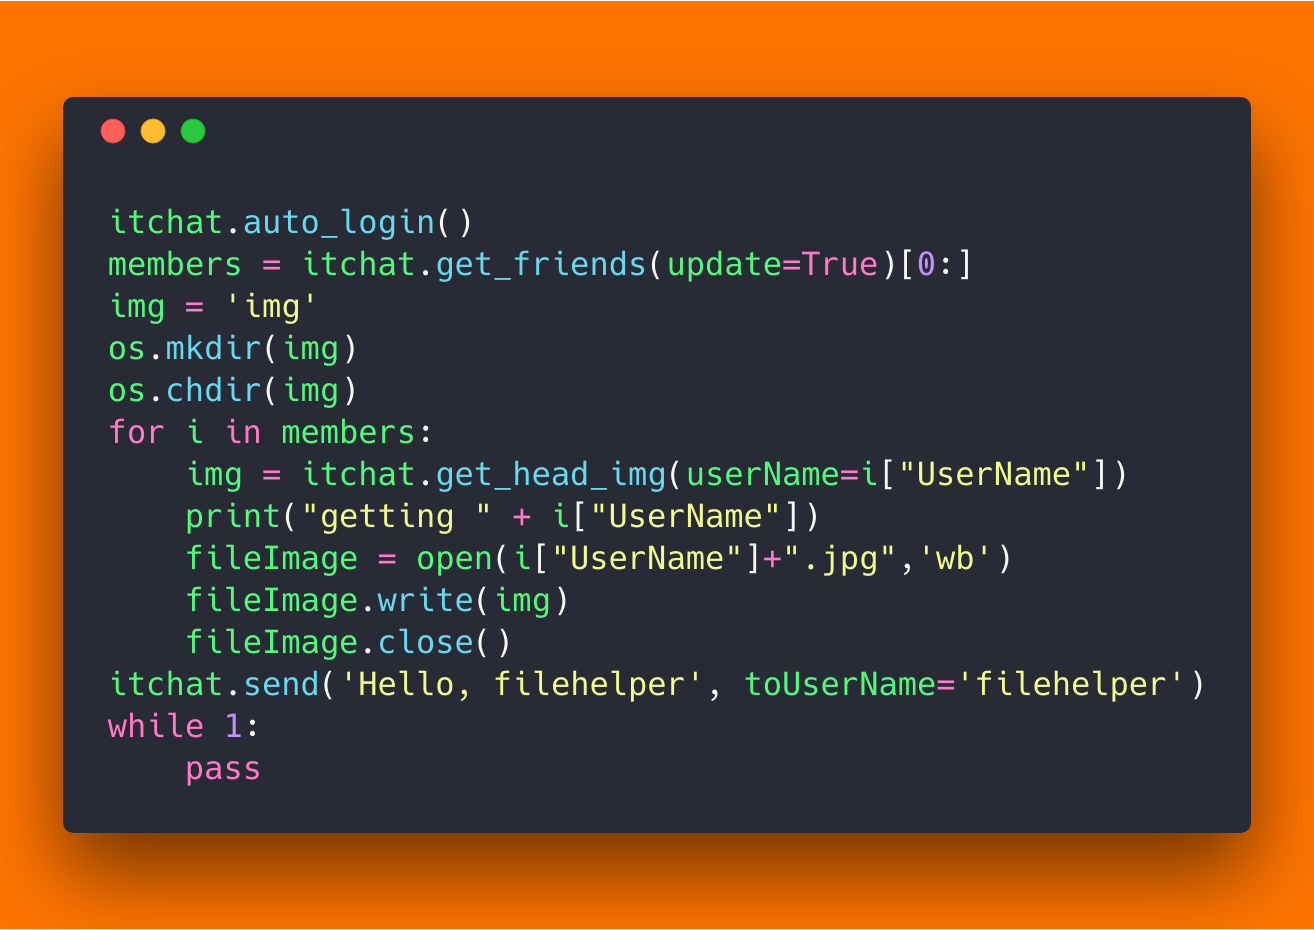 itchat.auto_login()
members = itchat.get_friends(update=True)[0:]
img = 'img'
os.mkdir(img)
os.chdir(img)
for i in members:
    img = itchat.get_head_img(userName=i["UserName"])
    print("getting " + i["UserName"])
    fileImage = open(i["UserName"]+".jpg",'wb')
    fileImage.write(img)
    fileImage.close()
itchat.send('Hello, filehelper', toUserName='filehelper')
while 1:
    pass